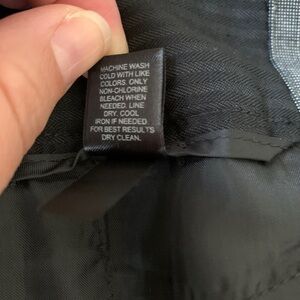 MACHINE WASH
COLD WITH LIKE
COLORS. ONLY
NON-CHLORINE
BLEACH WHEN
NEEDED. LINE
DRY. COOL
IRON IF NEEDED.
FOR BEST RESULTS
DRY CLEAN.